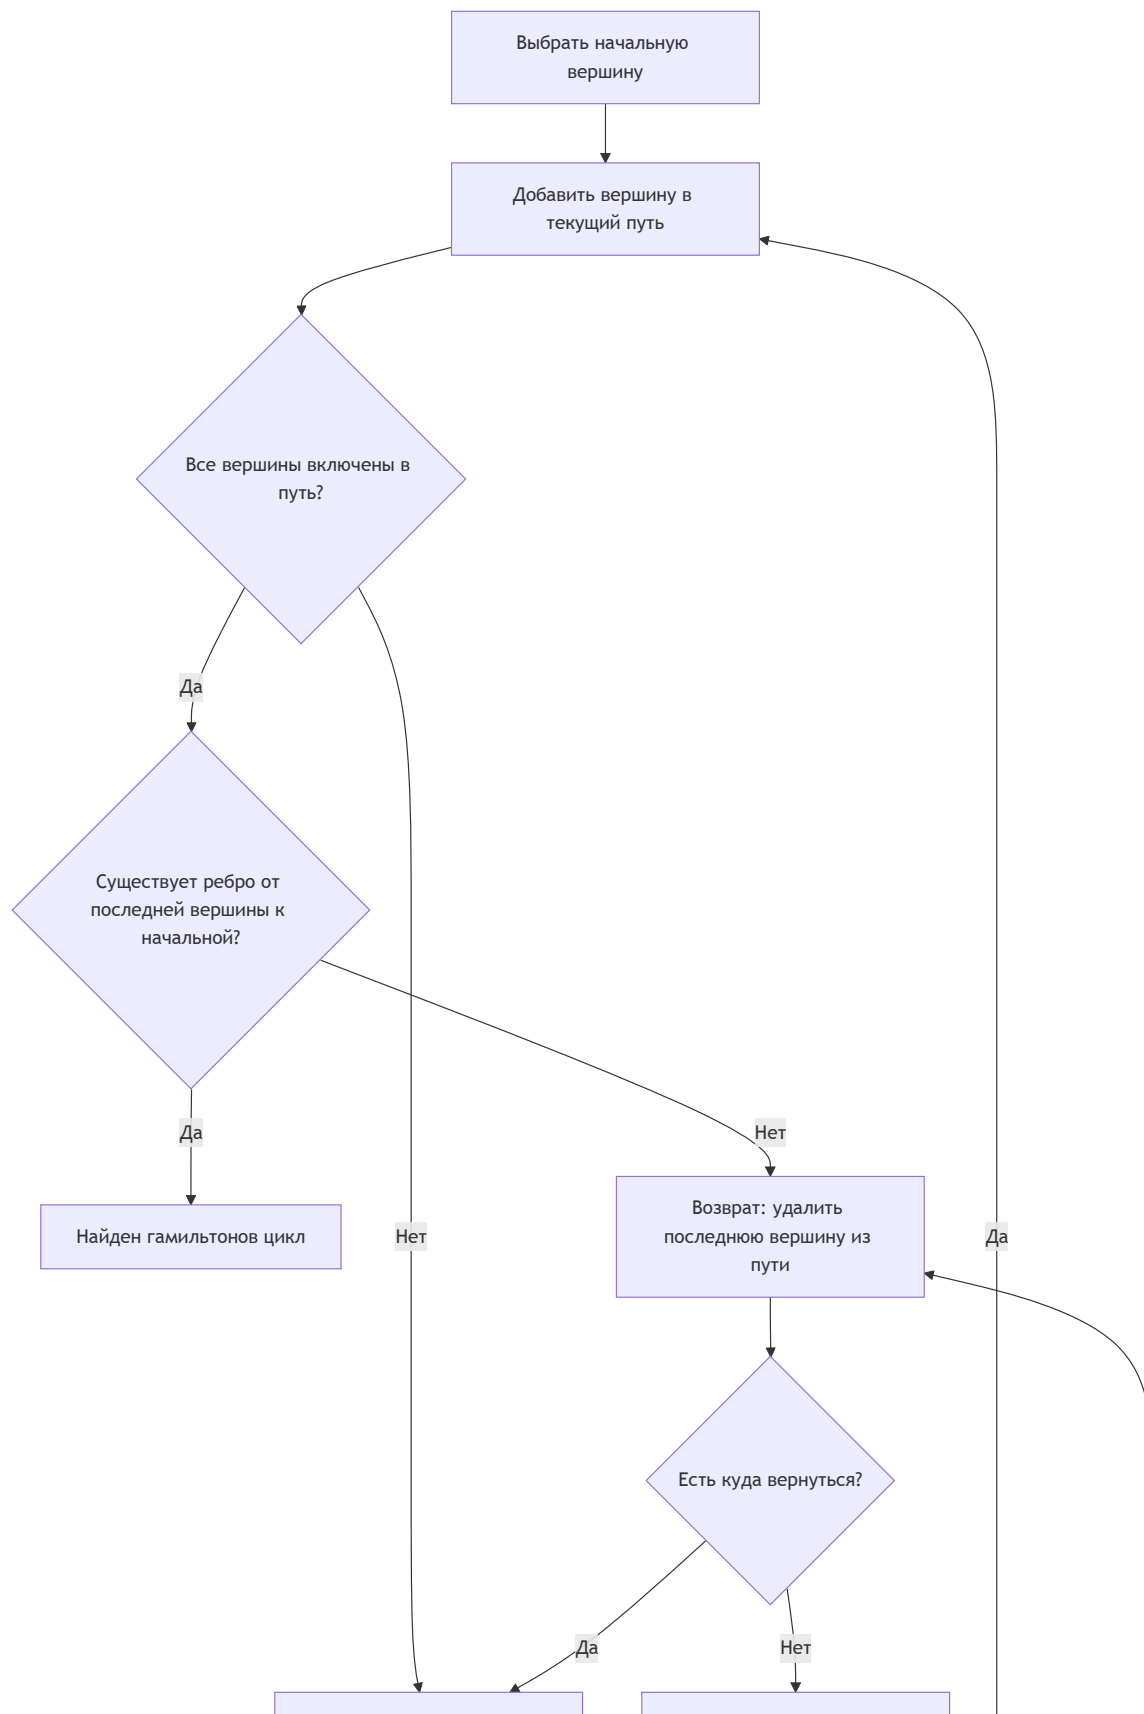 Выбрать начальную
вершину
Добавить вершину в
текущий путь
Все вершины включены в
путь?
Да
Существует ребро от
последней вершины к
начальной?
Да
Нет
Найден гамильтонов цикл
Нет
Возврат: удалить
последнюю вершину из
пути
Да
Есть куда вернуться?
Да
Нет